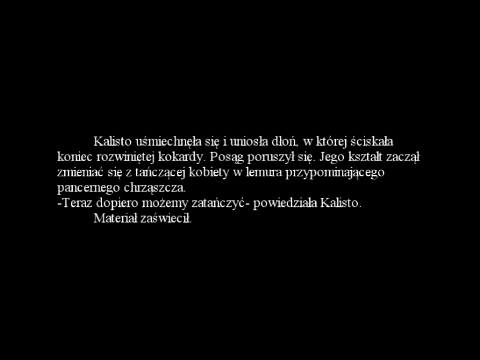 Kalisto uśmiechnęła się i uniosła dłoń, w której ściskała
koniec rozwiniętej kokardy. Posąg poruszył się. Jego kształt zaczął
zmieniać się z tańczącej kobiety w lemura przypominającego
pancernego chrząszcza.
-Teraz dopiero możemy zatańczyć- powiedziała Kalisto.
Materiał zaświecił.